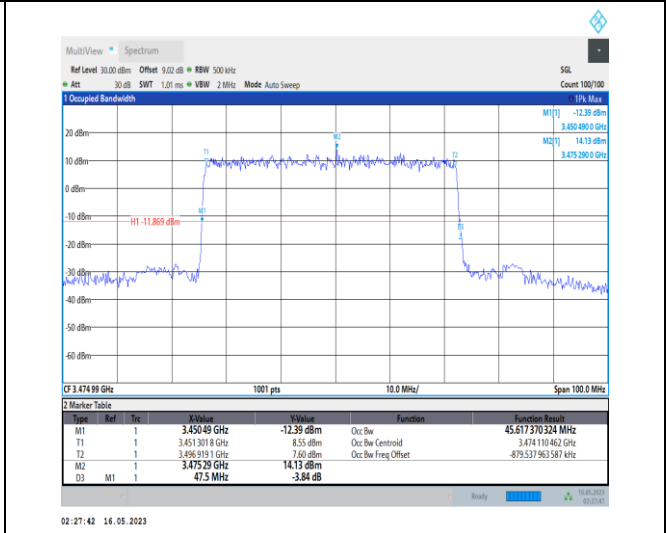 MultiView Spectrum
Ref Level 30.00 dBm Offset 9.02 dB RBW 500 kHz SGL
Att 30 dB SWT 1.01 ms VBW 2 MHz Mode Auto Sweep Count 100/100
1 Occupied Bandwidth 1Pk Max
M1[1] -12.39 dBm
3.450 490 0 GHz
M2[1] 14.13 dBm
3.475 290 0 GHz
20 dBm
M2
T1
T2
10 dBm
0 dBm
M1
-10 dBm
H1 -11.869 dBm
D3
-20 dBm
-30 dBm
-40 dBm
-50 dBm
-60 dBm
CF 3.474 99 GHz 1001 pts 10.0 MHz/ Span 100.0 MHz
2 Marker Table
Type Ref Trc X-Value Y-Value Function Function Result
M1 1 3.450 49 GHz -12.39 dBm Occ Bw 45.617 370 324 MHz
T1 1 3.451 301 8 GHz 8.55 dBm Occ Bw Centroid 3.474 110 462 GHz
T2 1 3.496 919 1 GHz 7.60 dBm Occ Bw Freq Offset -879.537 963 587 kHz
M2 1 3.475 29 GHz 14.13 dBm
D3 M1 1 47.5 MHz -3.84 dB
Ready 16.05.2023
02:27:41
02:27:42 16.05.2023